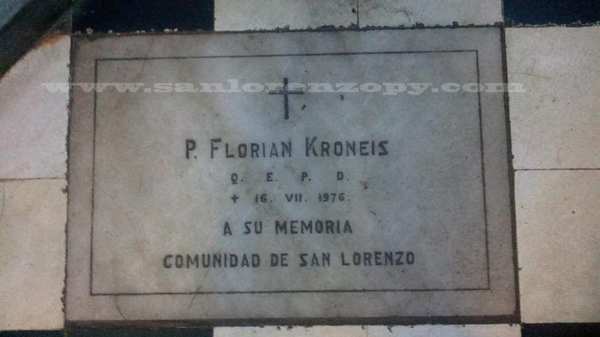 www.sanlorenzopy.com
P. FLORIAN KRONEIS
Q. E. P. D.
✝ 16. VII. 1976.
A SU MEMORIA
COMUNIDAD DE SAN LORENZO